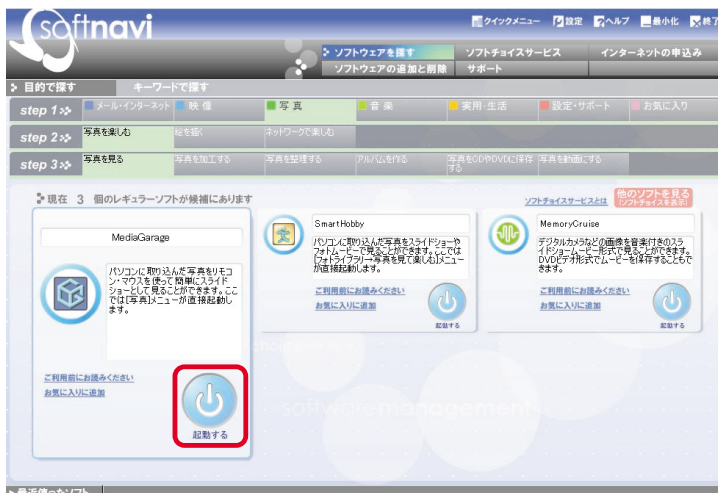 softnavi
クイックメニュー 設定 ヘルプ 最小化 終了
ソフトウェアを探す ソフトチョイスサービス インターネットの申込み
ソフトウェアの追加と削除 サポート
目的で探す キーワードで探す
step 1 メール・インターネット 映像 写真 音楽 実用・生活 設定・サポート お気に入り
step 2 写真を楽しむ 絵を描く ネットワークで楽しむ
step 3 写真を見る 写真を加工する 写真を整理する アルバムを作る 写真をCDやDVDに保存する 写真を動画にする
現在 3 個のレギュラーソフトが候補にあります
ソフトチョイスサービスとは
他のソフトを見る
(ソフトチョイスを表示)
MediaGarage
パソコンに取り込んだ写真をリモコ
ン・マウスを使って簡単にスライド
ショーとして見ることができます。ここ
では[写真]メニューが直接起動し
ます。
ご利用前にお読みください
お気に入りに追加
起動する
SmartHobby
パソコンに取り込んだ写真をスライドショーや
フォトムービーで見ることができます。ここでは
[フォトライブラリー→写真を見て楽しむ]メニュー
が直接起動します。
ご利用前にお読みください
お気に入りに追加
起動する
MemoryCruise
デジタルカメラなどの画像を音楽付きのスラ
イドショームービー形式で見ることができます。
DVDビデオ形式でムービーを保存することもで
きます。
ご利用前にお読みください
お気に入りに追加
起動する
softwaremanagement
最近使ったソフト